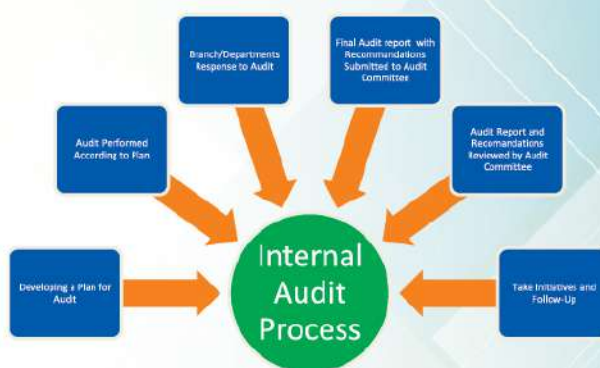 Developing a Plan for
Audit
Audit Performed
According to Plan
Branch/Departments
Response to Audit
Final Audit report with
Recommendations
Submitted to Audit
Committee
Audit Report and
Recomandations
Reviewed by Audit
Committee
Take Initiatives and
Follow-Up
Internal
Audit
Process